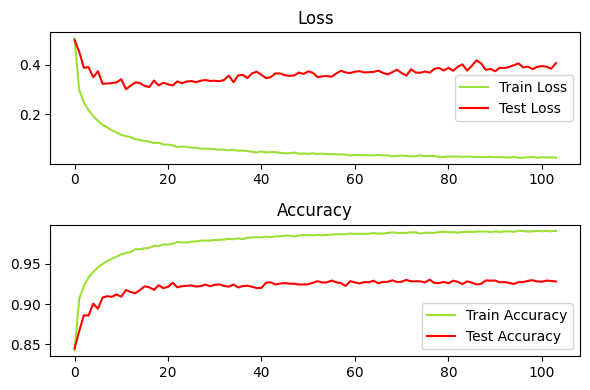 Loss
0.4
0.2
Train Loss
Test Loss
0 20 40 60 80 100
Accuracy
0.95
0.90
0.85
Train Accuracy
Test Accuracy
0 20 40 60 80 100